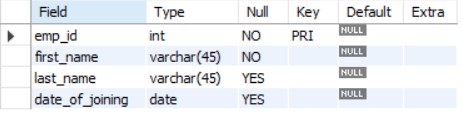 Field Type Null Key Default Extra
emp_id int NO PRI NULL
first_name varchar(45) NO NULL
last_name varchar(45) YES NULL
date_of_joining date YES NULL